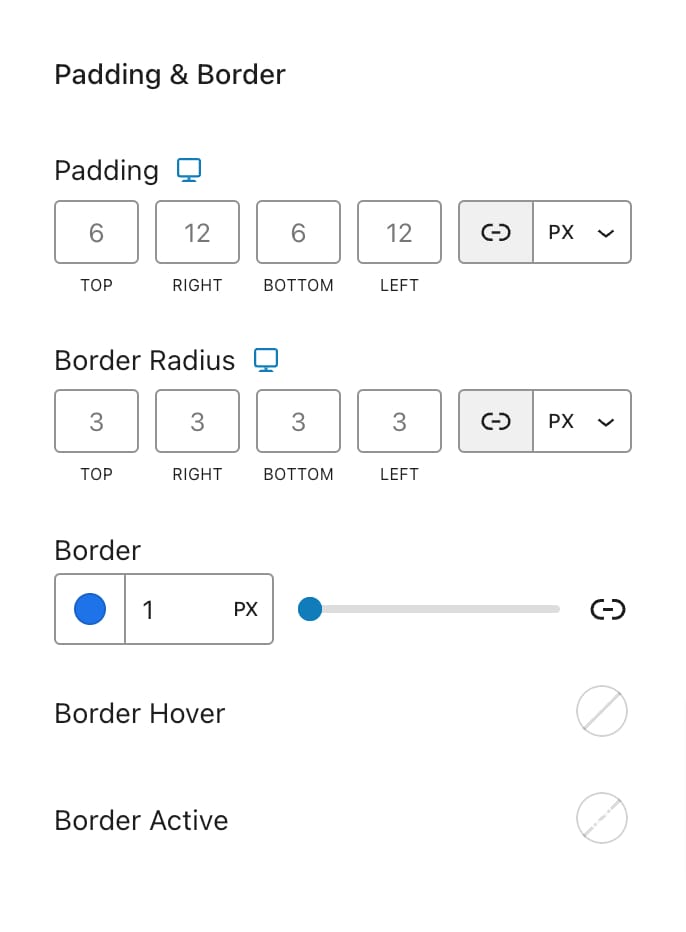 Padding & Border
Padding
6 12 6 12 PX
TOP RIGHT BOTTOM LEFT
Border Radius
3 3 3 3 PX
TOP RIGHT BOTTOM LEFT
Border
1 PX
Border Hover
Border Active